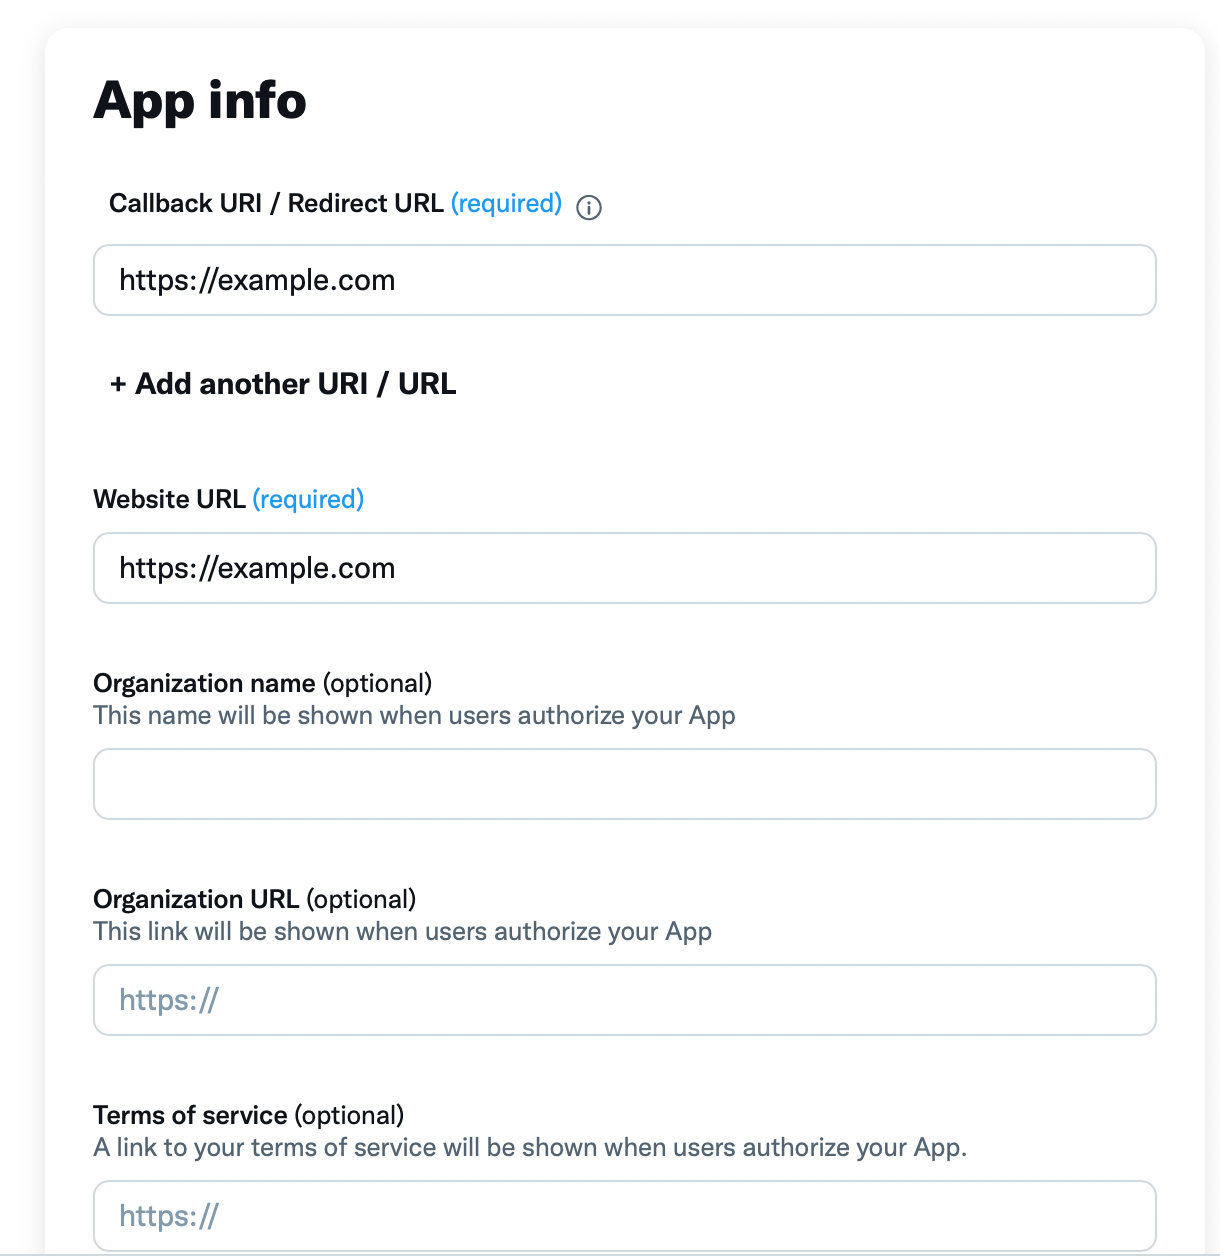 App info
Callback URI / Redirect URL (required)
https://example.com
+ Add another URI / URL
Website URL (required)
https://example.com
Organization name (optional)
This name will be shown when users authorize your App
Organization URL (optional)
This link will be shown when users authorize your App
https://
Terms of service (optional)
A link to your terms of service will be shown when users authorize your App.
https://